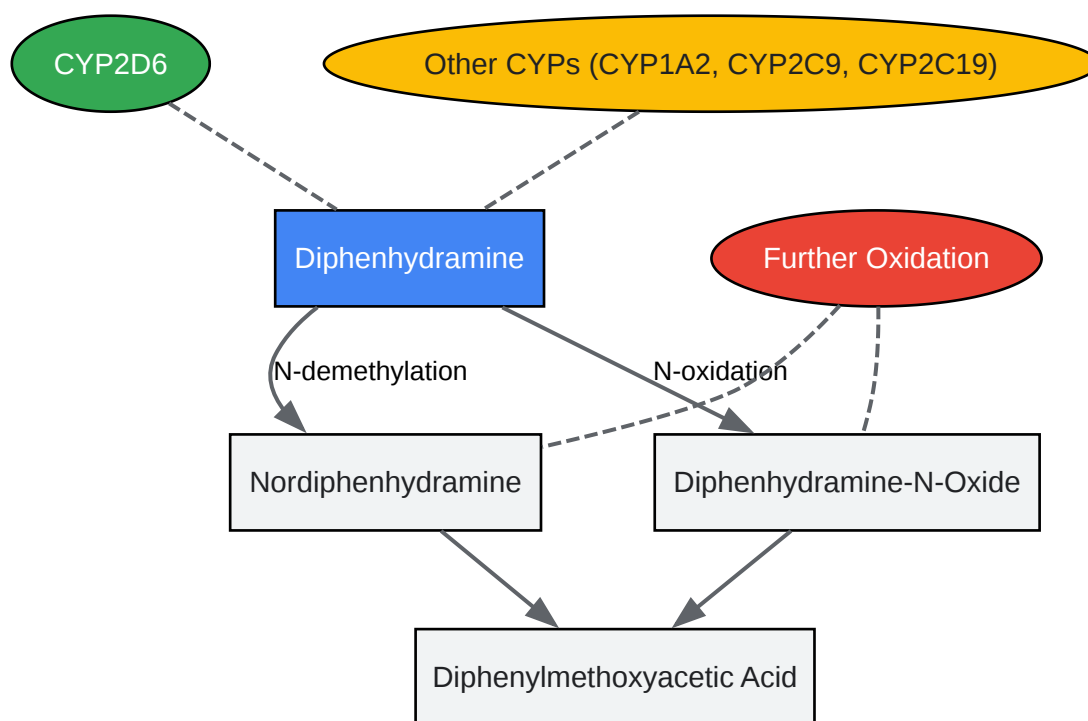 CYP2D6
Other CYPs (CYP1A2, CYP2C9, CYP2C19)
Diphenhydramine
Further Oxidation
N-demethylation
N-oxidation
Nordiphenhydramine
Diphenhydramine-N-Oxide
Diphenylmethoxyacetic Acid